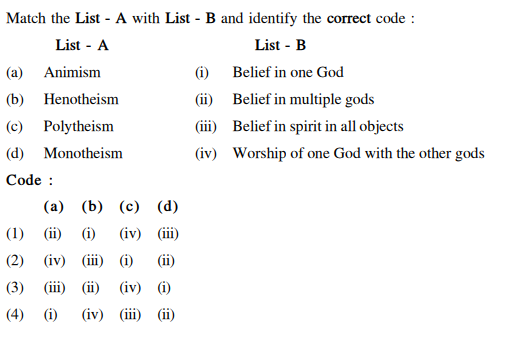 Match the List - A with List - B and identify the correct code :
List - A List - B
(a) Animism (i) Belief in one God
(b) Henotheism (ii) Belief in multiple gods
(c) Polytheism (iii) Belief in spirit in all objects
(d) Monotheism (iv) Worship of one God with the other gods
Code :
(a) (b) (c) (d)
(1) (ii) (i) (iv) (iii)
(2) (iv) (iii) (i) (ii)
(3) (iii) (ii) (iv) (i)
(4) (i) (iv) (iii) (ii)